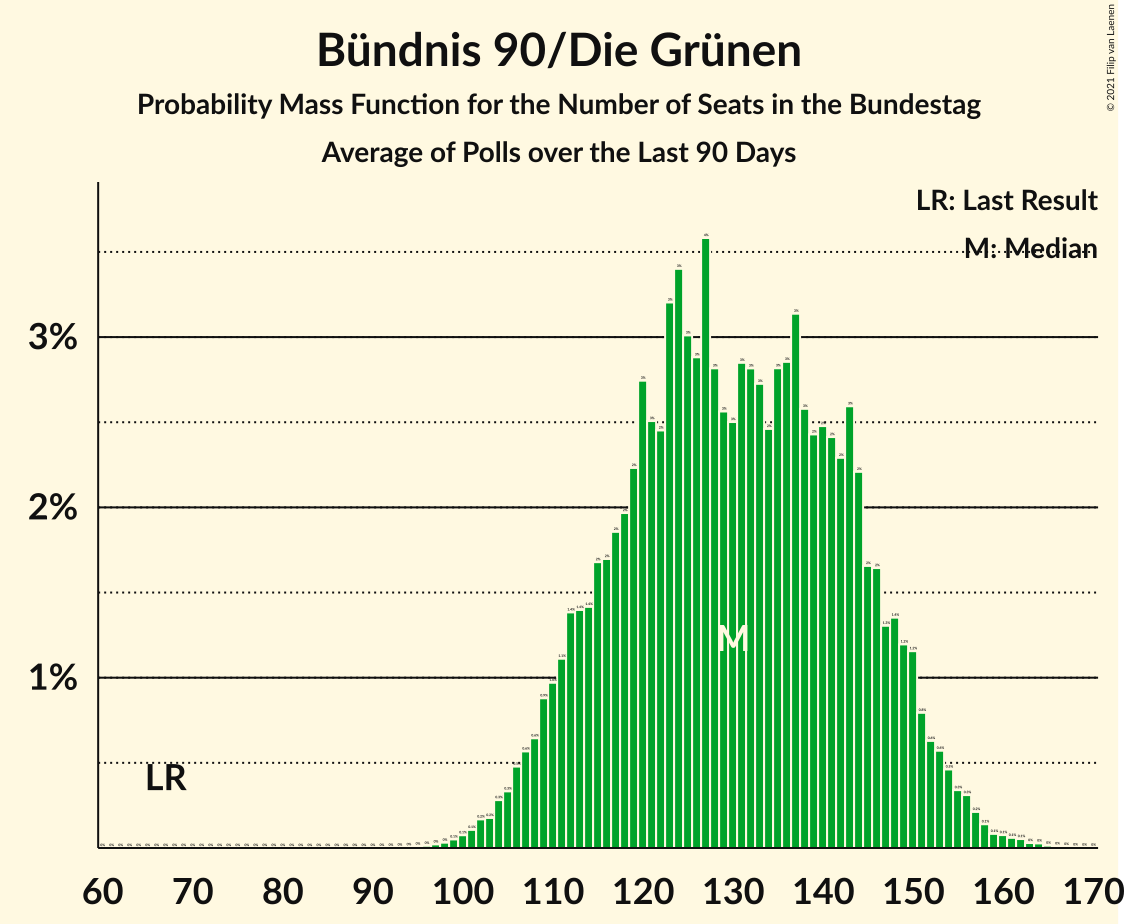 Bündnis 90/Die Grünen
Probability Mass Function for the Number of Seats in the Bundestag
Average of Polls over the Last 90 Days
© 2021 Filip van Laenen
LR: Last Result
M: Median
3%
2%
1%
LR
M
60 70 80 90 100 110 120 130 140 150 160 170